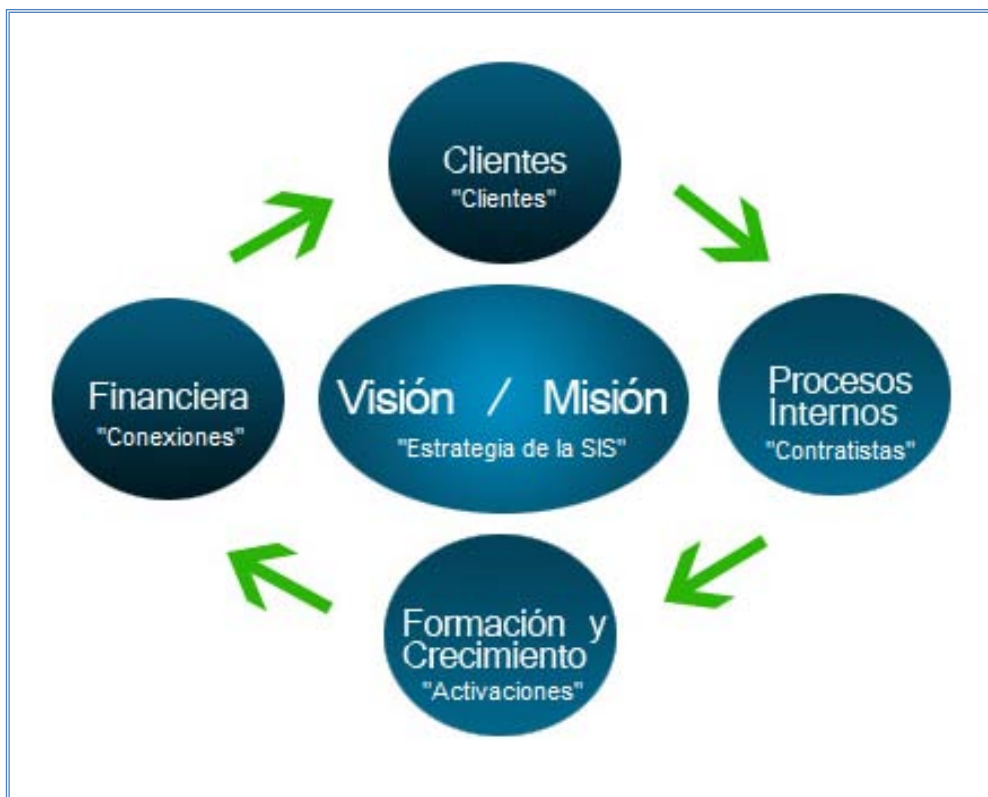 Clientes
"Clientes"
Financiera
"Conexiones"
Visión / Misión
"Estrategia de la SIS"
Procesos
Internos
"Contratistas"
Formación y
Crecimiento
"Activaciones"